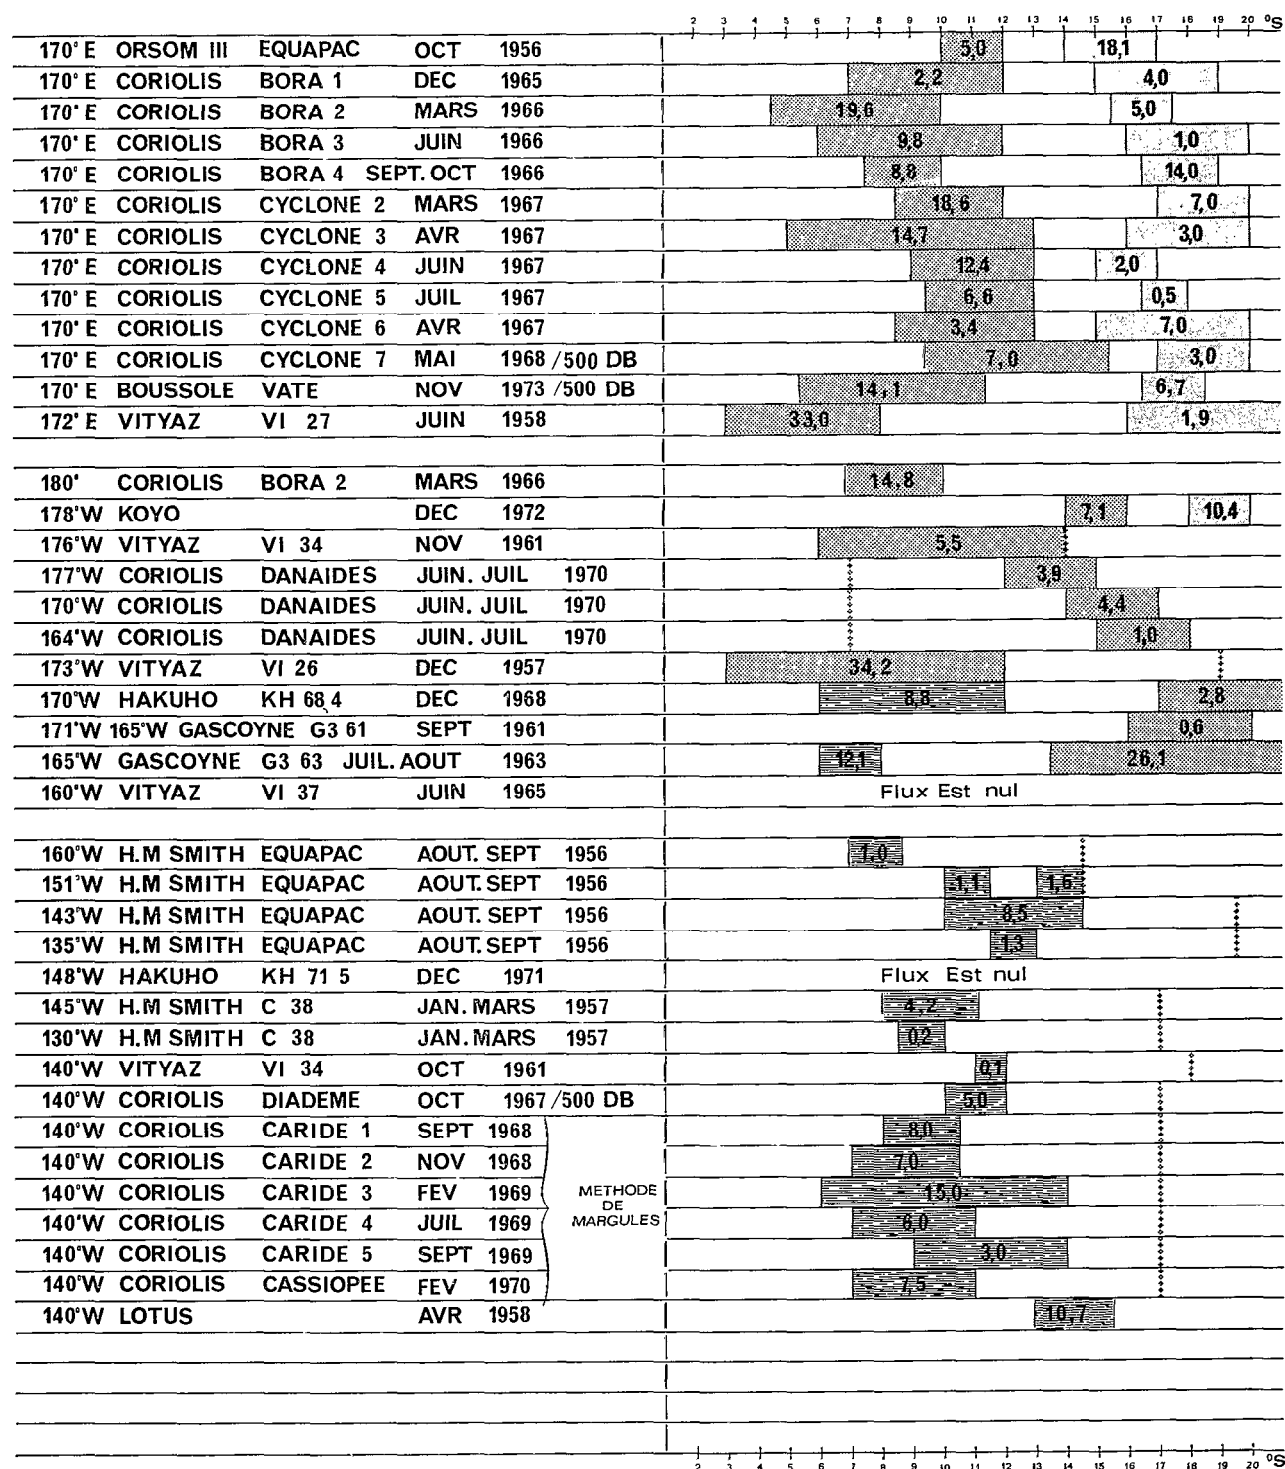 2 3 4 5 6 7 8 9 10 11 12 13 14 15 16 17 18 19 20 °S
170° E ORSOM III EQUAPAC OCT 1956 5,0 18,1
170° E CORIOLIS BORA 1 DEC 1965 2,2 4,0
170° E CORIOLIS BORA 2 MARS 1966 19,6 5,0
170° E CORIOLIS BORA 3 JUIN 1966 9,8 1,0
170° E CORIOLIS BORA 4 SEPT. OCT 1966 8,8 14,0
170° E CORIOLIS CYCLONE 2 MARS 1967 18,6 7,0
170° E CORIOLIS CYCLONE 3 AVR 1967 14,7 3,0
170° E CORIOLIS CYCLONE 4 JUIN 1967 12,4 2,0
170° E CORIOLIS CYCLONE 5 JUIL 1967 6,6 0,5
170° E CORIOLIS CYCLONE 6 AVR 1967 3,4 7,0
170° E CORIOLIS CYCLONE 7 MAI 1968 /500 DB 7,0 3,0
170° E BOUSSOLE VATE NOV 1973 /500 DB 14,1 6,7
172° E VITYAZ VI 27 JUIN 1958 33,0 1,9
180° CORIOLIS BORA 2 MARS 1966 14,8
178°W KOYO DEC 1972 7,1 10,4
176°W VITYAZ VI 34 NOV 1961 5,5
177°W CORIOLIS DANAIDES JUIN. JUIL 1970 3,9
170°W CORIOLIS DANAIDES JUIN. JUIL 1970 4,4
164°W CORIOLIS DANAIDES JUIN. JUIL 1970 1,0
173°W VITYAZ VI 26 DEC 1957 34,2
170°W HAKUHO KH 68,4 DEC 1968 8,8 2,8
171°W 165°W GASCOYNE G3 61 SEPT 1961 0,6
165°W GASCOYNE G3 63 JUIL. AOUT 1963 12,1 26,1
160°W VITYAZ VI 37 JUIN 1965 Flux Est nul
160°W H.M SMITH EQUAPAC AOUT. SEPT 1956 1,0
151°W H.M SMITH EQUAPAC AOUT. SEPT 1956 1,1 1,6
143°W H.M SMITH EQUAPAC AOUT. SEPT 1956 8,5
135°W H.M SMITH EQUAPAC AOUT. SEPT 1956 1,3
148°W HAKUHO KH 71 5 DEC 1971 Flux Est nul
145°W H.M SMITH C 38 JAN. MARS 1957 4,2
130°W H.M SMITH C 38 JAN. MARS 1957 0,2
140°W VITYAZ VI 34 OCT 1961 0,1
140°W CORIOLIS DIADEME OCT 1967 /500 DB 5,0
140°W CORIOLIS CARIDE 1 SEPT 1968 8,0
140°W CORIOLIS CARIDE 2 NOV 1968 7,0
140°W CORIOLIS CARIDE 3 FEV 1969 METHODE 15,0
DE
140°W CORIOLIS CARIDE 4 JUIL 1969 MARGULES 6,0
140°W CORIOLIS CARIDE 5 SEPT 1969 3,0
140°W CORIOLIS CASSIOPEE FEV 1970 7,5
140°W LOTUS AVR 1958 10,7
2 3 4 5 6 7 8 9 10 11 12 13 14 15 16 17 18 19 20 °S